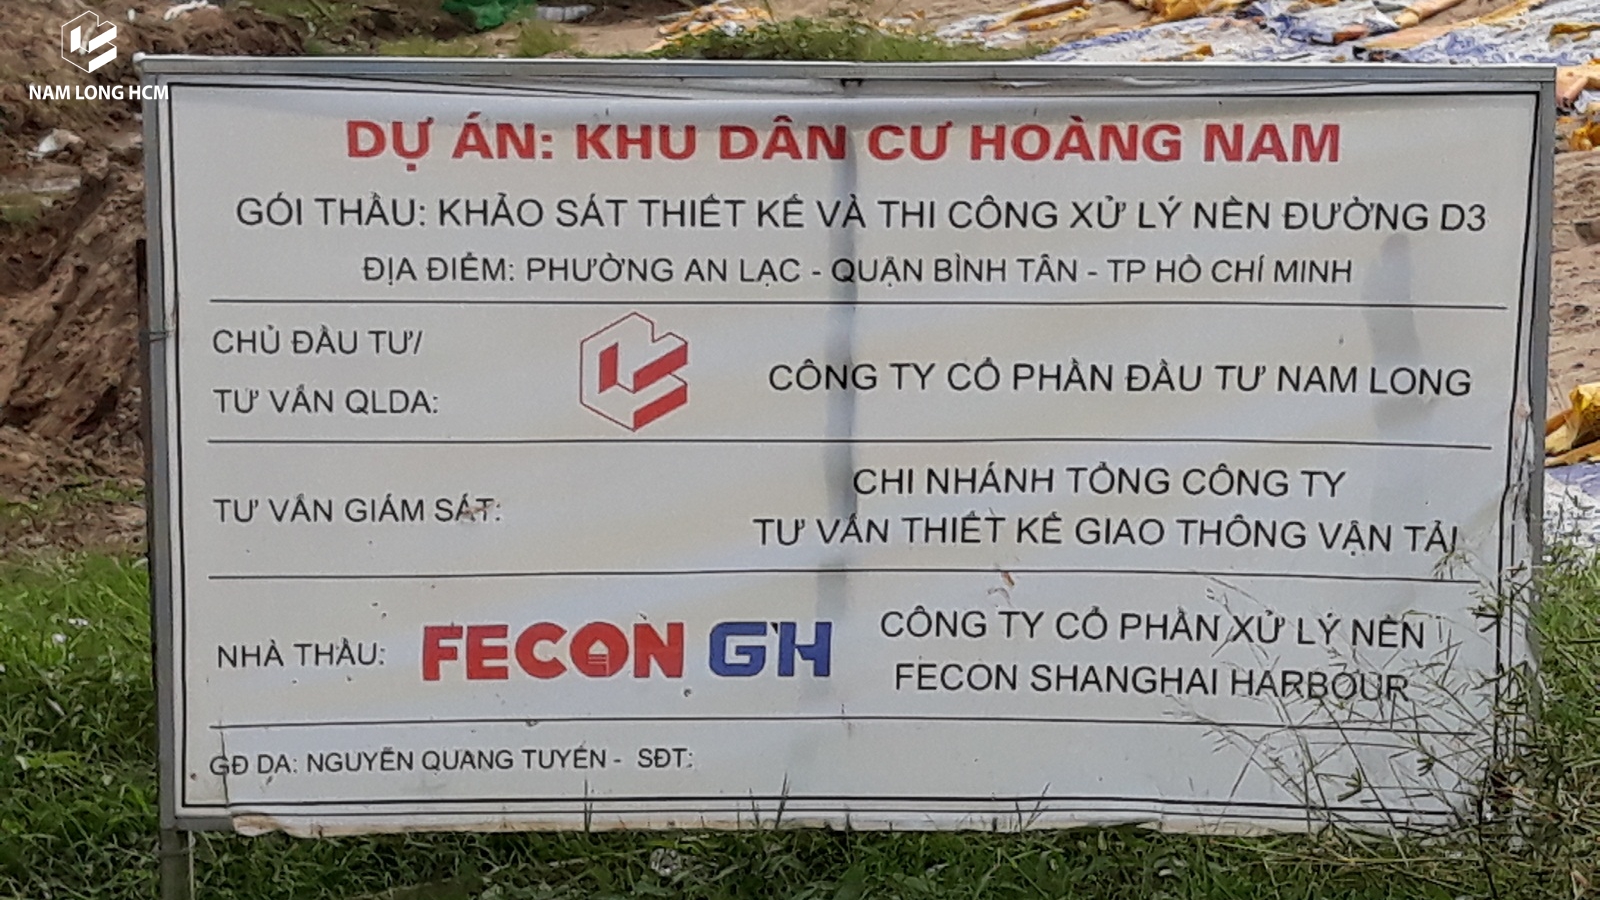 NAM LONG HCM
DỰ ÁN: KHU DÂN CƯ HOÀNG NAM
GÓI THẦU: KHẢO SÁT THIẾT KẾ VÀ THI CÔNG XỬ LÝ NỀN ĐƯỜNG D3
ĐỊA ĐIỂM: PHƯỜNG AN LẠC - QUẬN BÌNH TÂN - TP HỒ CHÍ MINH
CHỦ ĐẦU TƯ/
TƯ VẤN QLDA:
CÔNG TY CỔ PHẦN ĐẦU TƯ NAM LONG
TƯ VẤN GIÁM SÁT:
CHI NHÁNH TỔNG CÔNG TY
TƯ VẤN THIẾT KẾ GIAO THÔNG VẬN TẢI
NHÀ THẦU:
FECON GH
CÔNG TY CỔ PHẦN XỬ LÝ NỀN
FECON SHANGHAI HARBOUR
GĐ DA: NGUYỄN QUANG TUYẾN - SĐT: